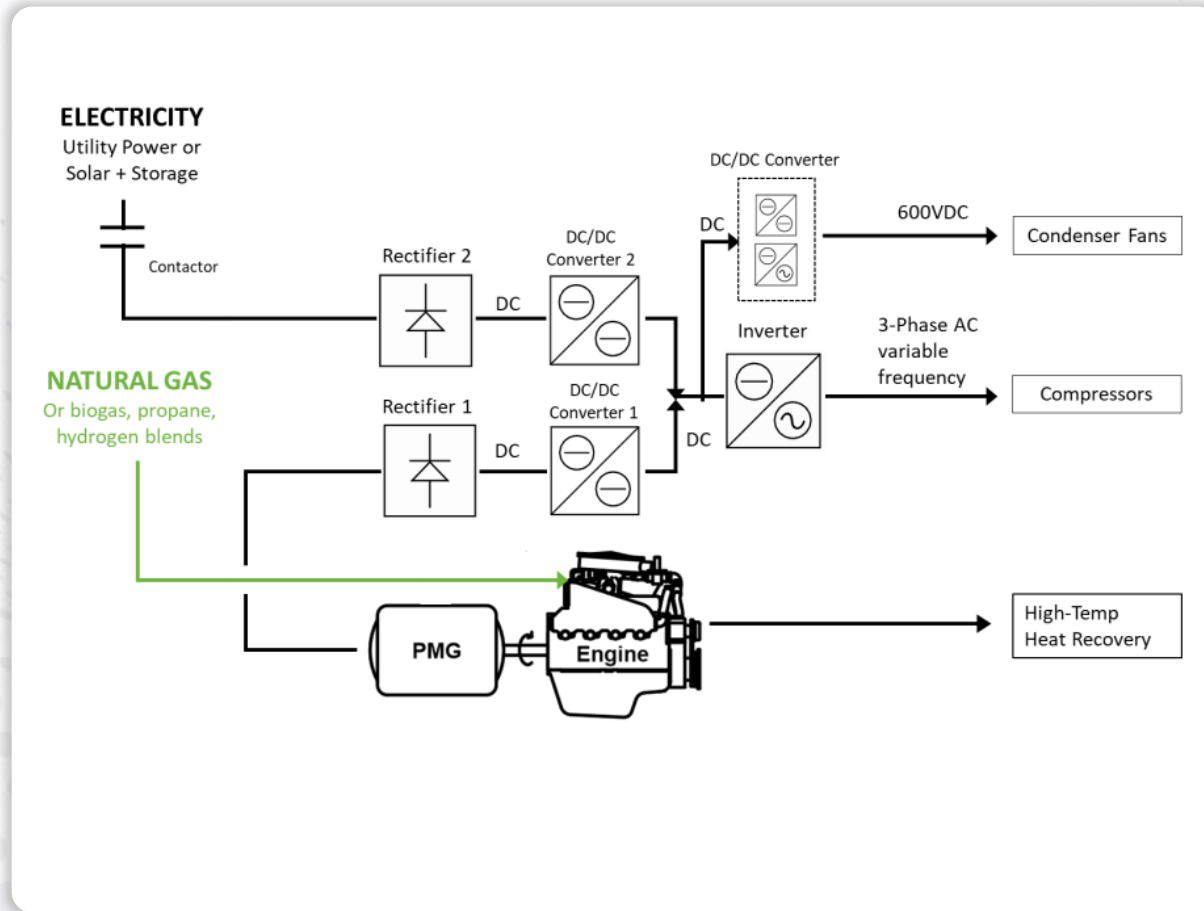 ELECTRICITY
Utility Power or
Solar + Storage
Contactor
Rectifier 2
DC
DC/DC
Converter 2
DC/DC Converter
DC
600VDC
Condenser Fans
Inverter
3-Phase AC
variable
frequency
Compressors
NATURAL GAS
Or biogas, propane,
hydrogen blends
Rectifier 1
DC
DC/DC
Converter 1
DC
PMG
Engine
High-Temp
Heat Recovery